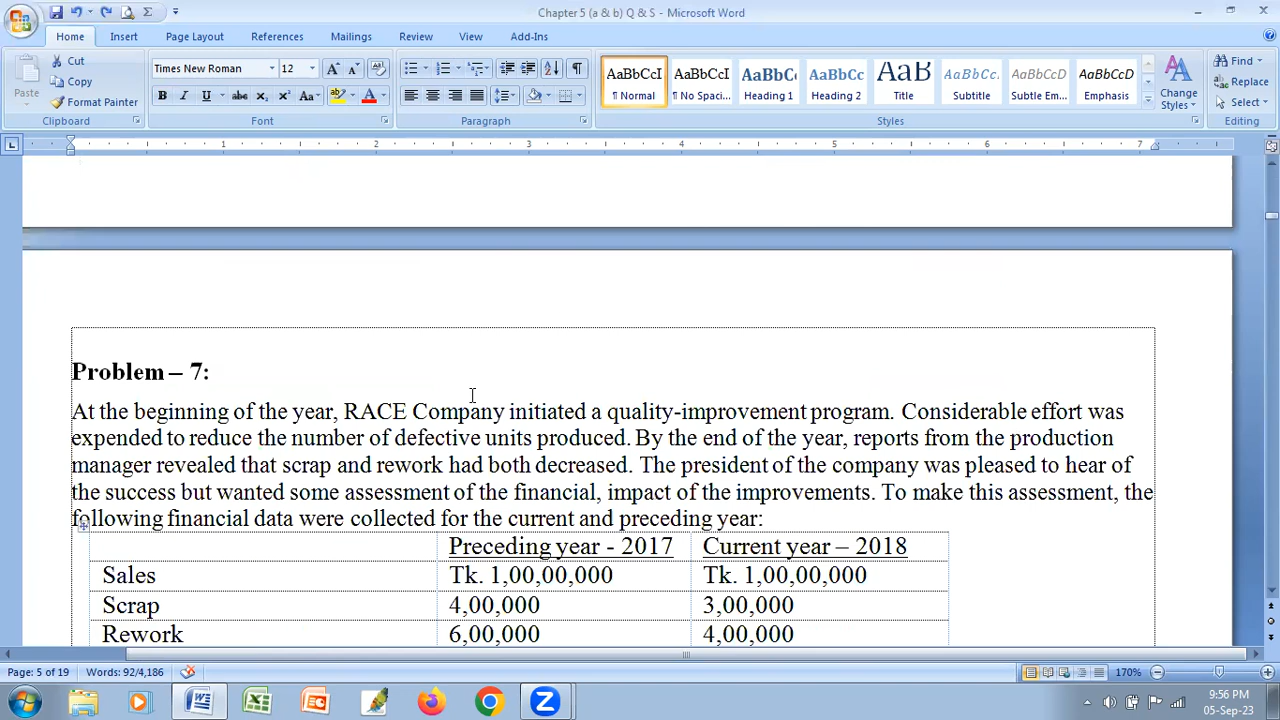 Chapter 5 (a & b) Q & S - Microsoft Word
Home Insert Page Layout References Mailings Review View Add-Ins
Paste
Cut
Copy
Format Painter
Clipboard
Times New Roman 12
Font
Paragraph
AaBbCcI AaBbCcI AaBbC AaBbCc AaB AaBbCc. AaBbCcD AaBbCcD
¶ Normal ¶ No Spaci... Heading 1 Heading 2 Title Subtitle Subtle Em... Emphasis
Styles
Change Styles
Find
Replace
Select
Editing
1 2 3 4 5 6 7
Problem – 7:
At the beginning of the year, RACE Company initiated a quality-improvement program. Considerable effort was
expended to reduce the number of defective units produced. By the end of the year, reports from the production
manager revealed that scrap and rework had both decreased. The president of the company was pleased to hear of
the success but wanted some assessment of the financial, impact of the improvements. To make this assessment, the
following financial data were collected for the current and preceding year:
Preceding year - 2017 Current year – 2018
Sales Tk. 1,00,00,000 Tk. 1,00,00,000
Scrap 4,00,000 3,00,000
Rework 6,00,000 4,00,000
Page: 5 of 19 Words: 92/4,186 170%
9:56 PM
05-Sep-23